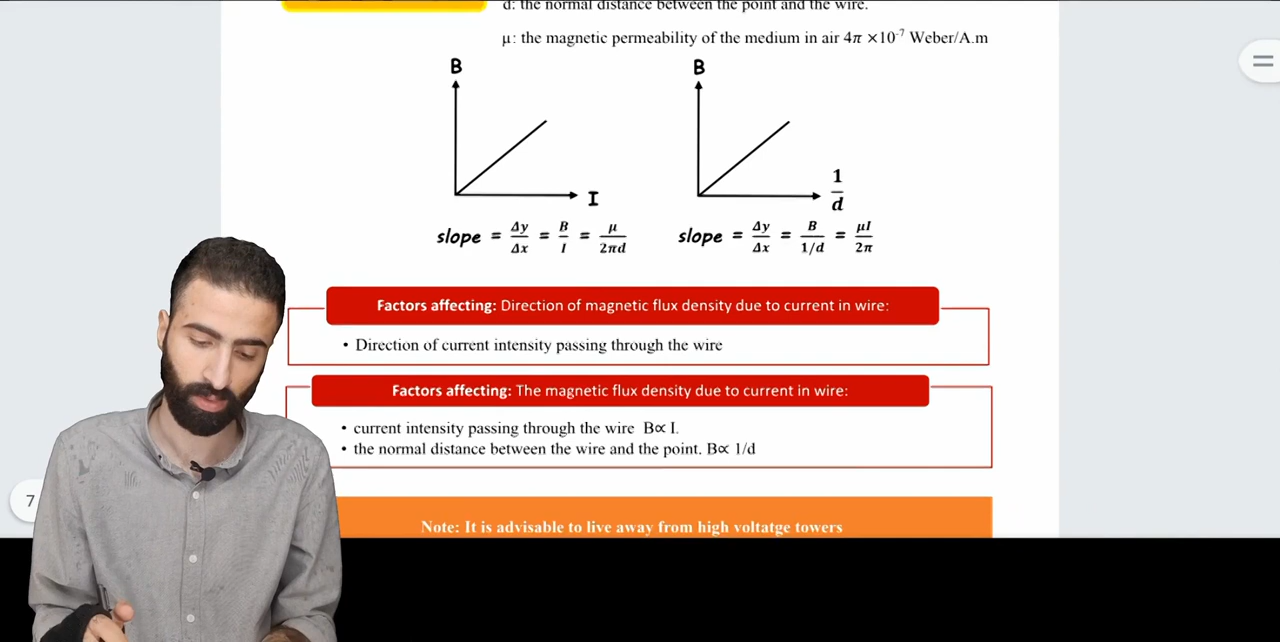 d: the normal distance between the point and the wire.
μ: the magnetic permeability of the medium in air 4π ×10⁻⁷ Weber/A.m
B
I
slope = Δy/Δx = B/I = μ/2πd
B
1/d
slope = Δy/Δx = B/1/d = μI/2π
Factors affecting: Direction of magnetic flux density due to current in wire:
• Direction of current intensity passing through the wire
Factors affecting: The magnetic flux density due to current in wire:
• current intensity passing through the wire B∝ I.
• the normal distance between the wire and the point. B∝ 1/d
7
Note: It is advisable to live away from high voltatge towers